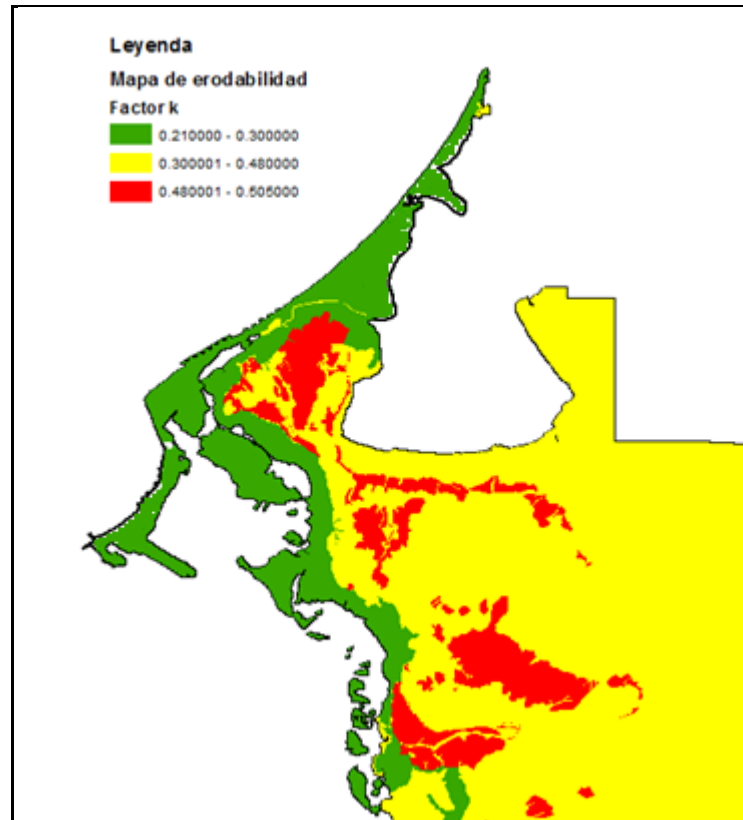 Leyenda
Mapa de erodabilidad
Factor k
0.210000 - 0.300000
0.300001 - 0.480000
0.480001 - 0.505000